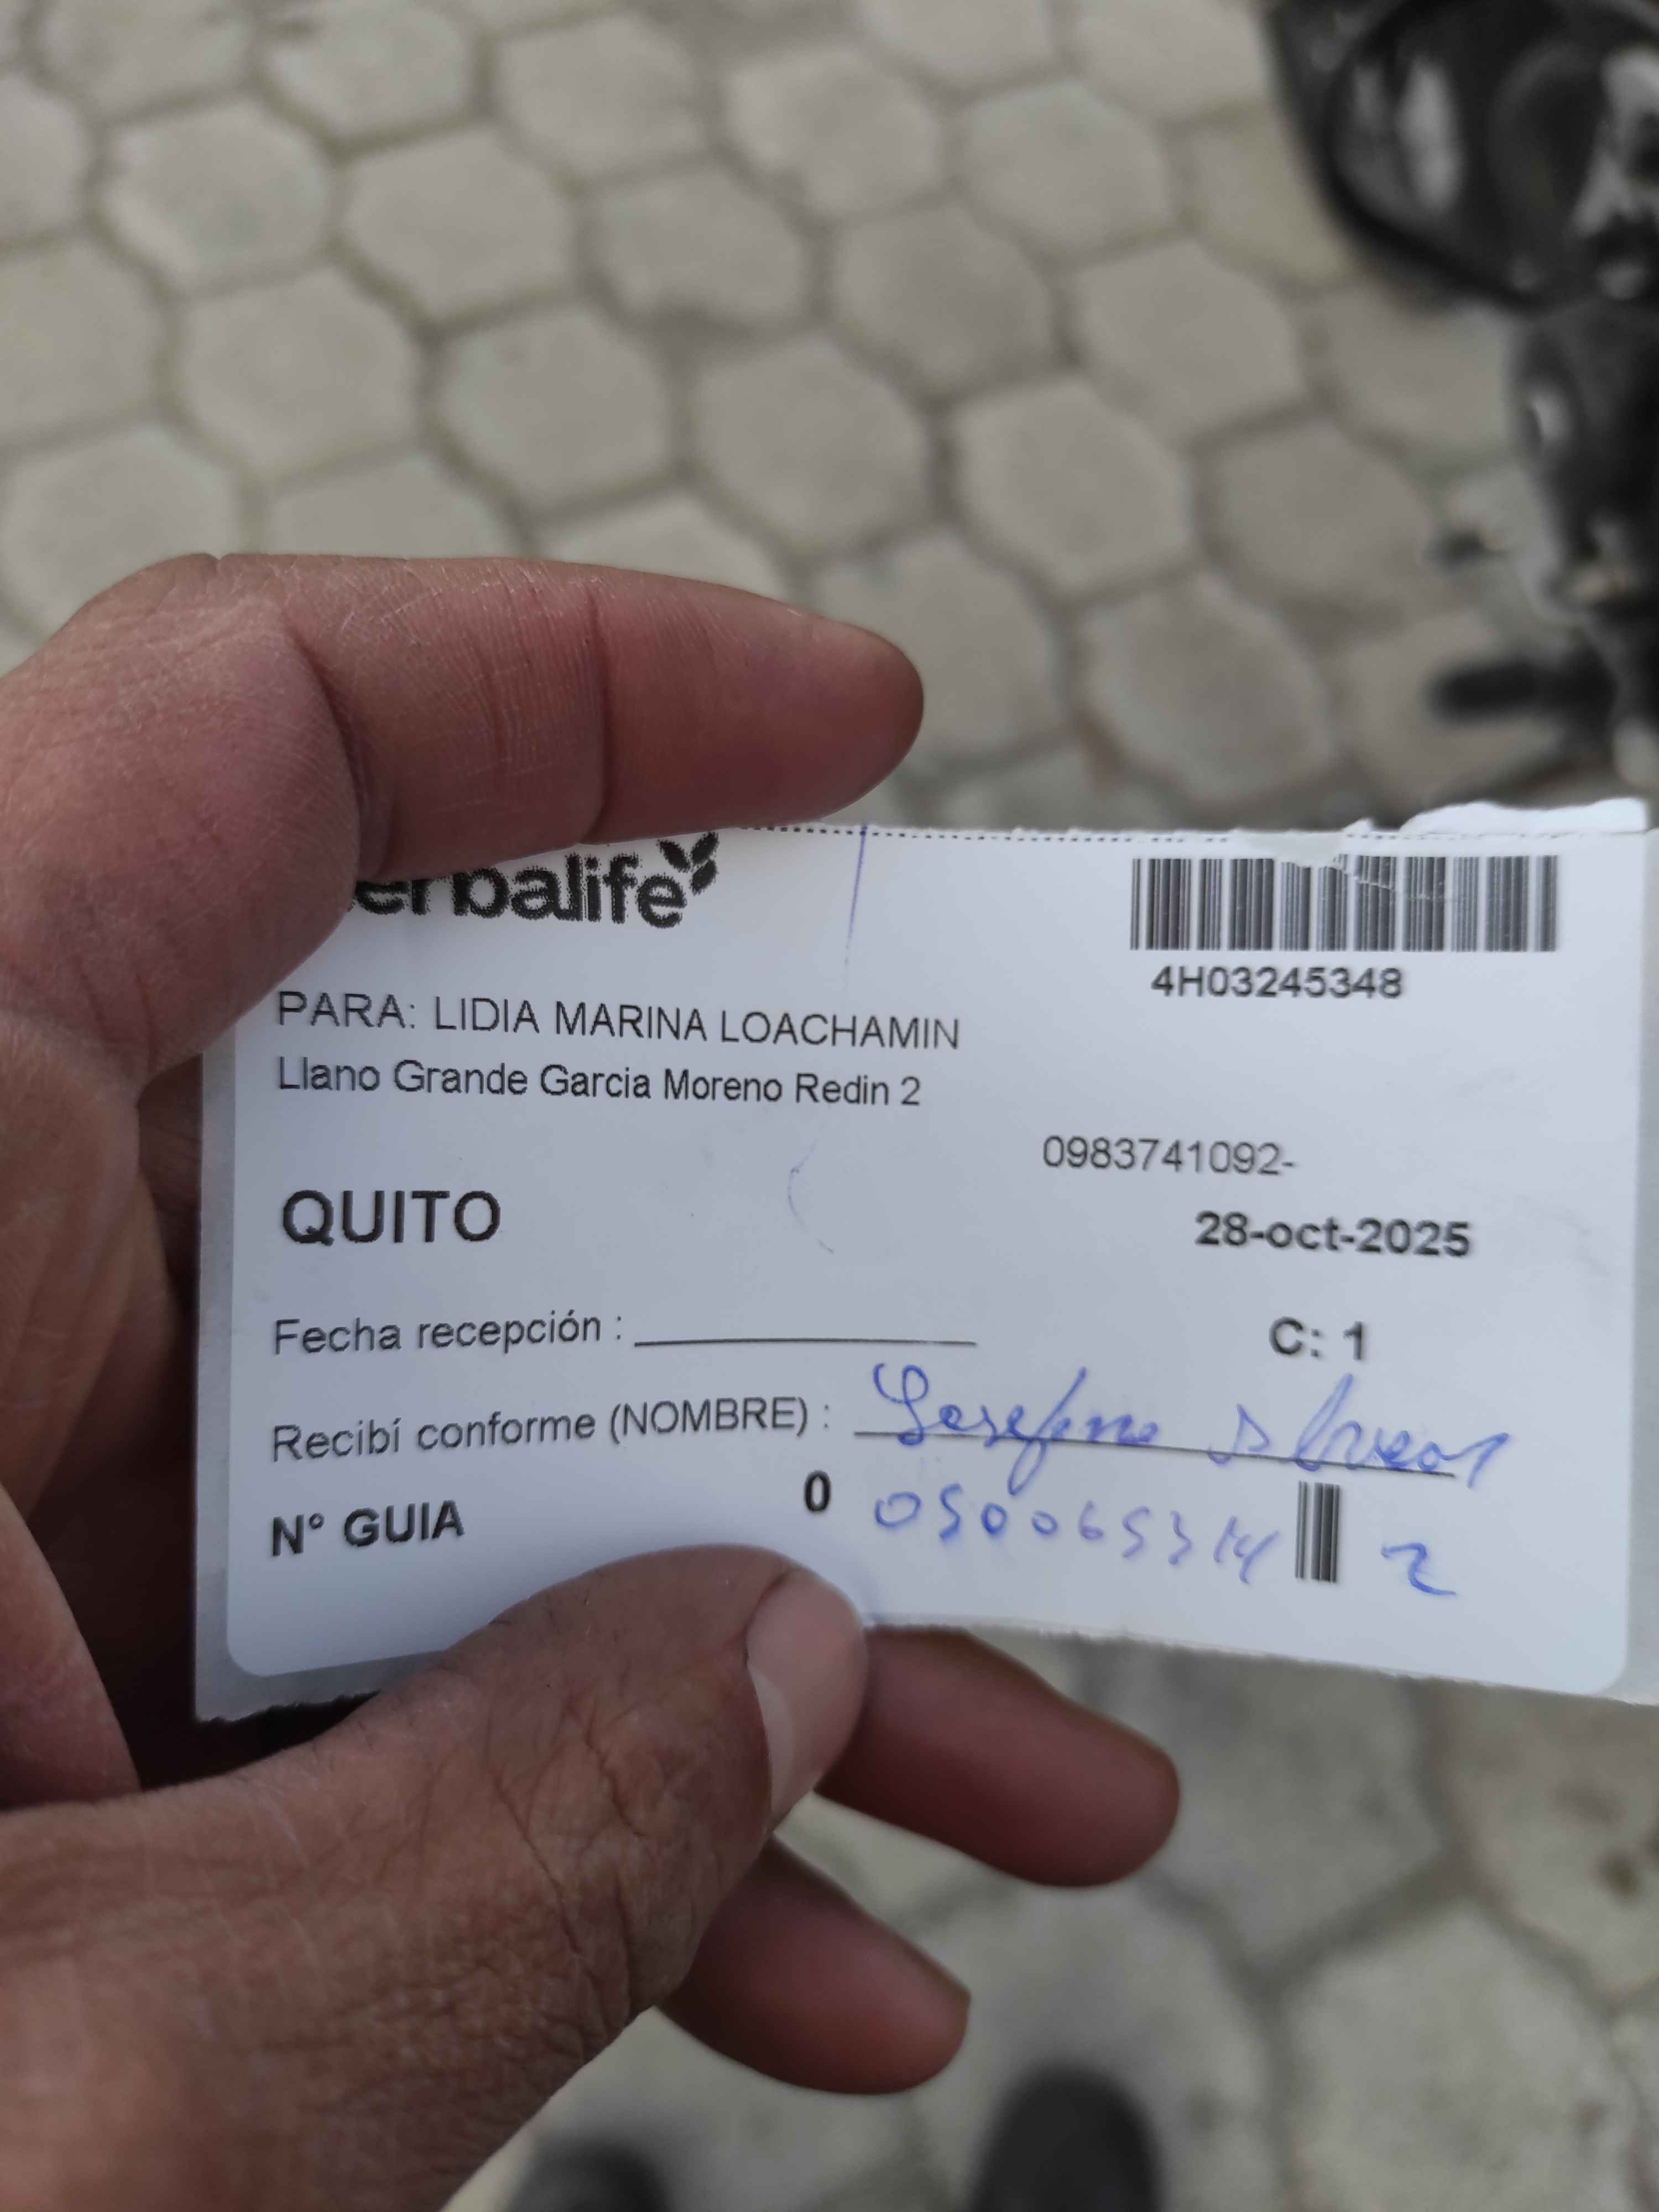 erbalife
4H03245348
PARA: LIDIA MARINA LOACHAMIN
Llano Grande Garcia Moreno Redin 2
0983741092-
QUITO
28-oct-2025
Fecha recepción :
C: 1
Recibí conforme (NOMBRE) : Josefina
N° GUIA 0